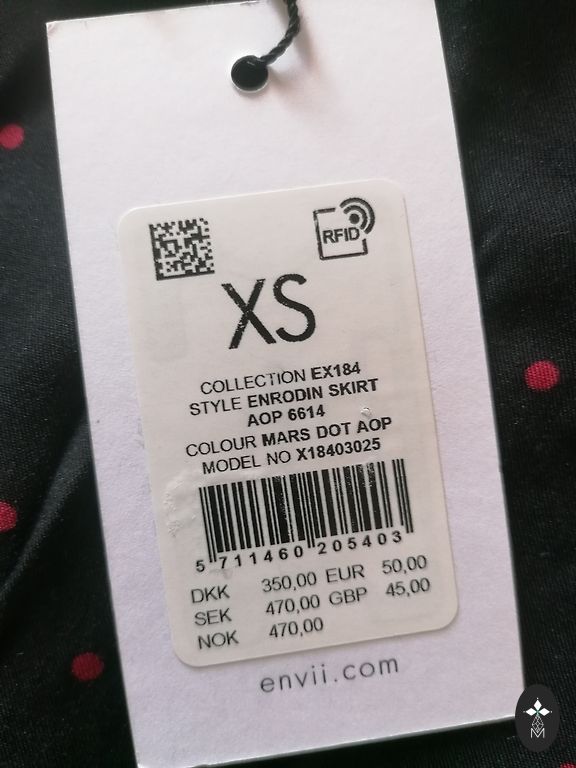 RFID
XS
COLLECTION EX184
STYLE ENRODIN SKIRT
AOP 6614
COLOUR MARS DOT AOP
MODEL NO X18403025
5 711460 205403
DKK 350,00 EUR 50,00
SEK 470,00 GBP 45,00
NOK 470,00
envii.com
M